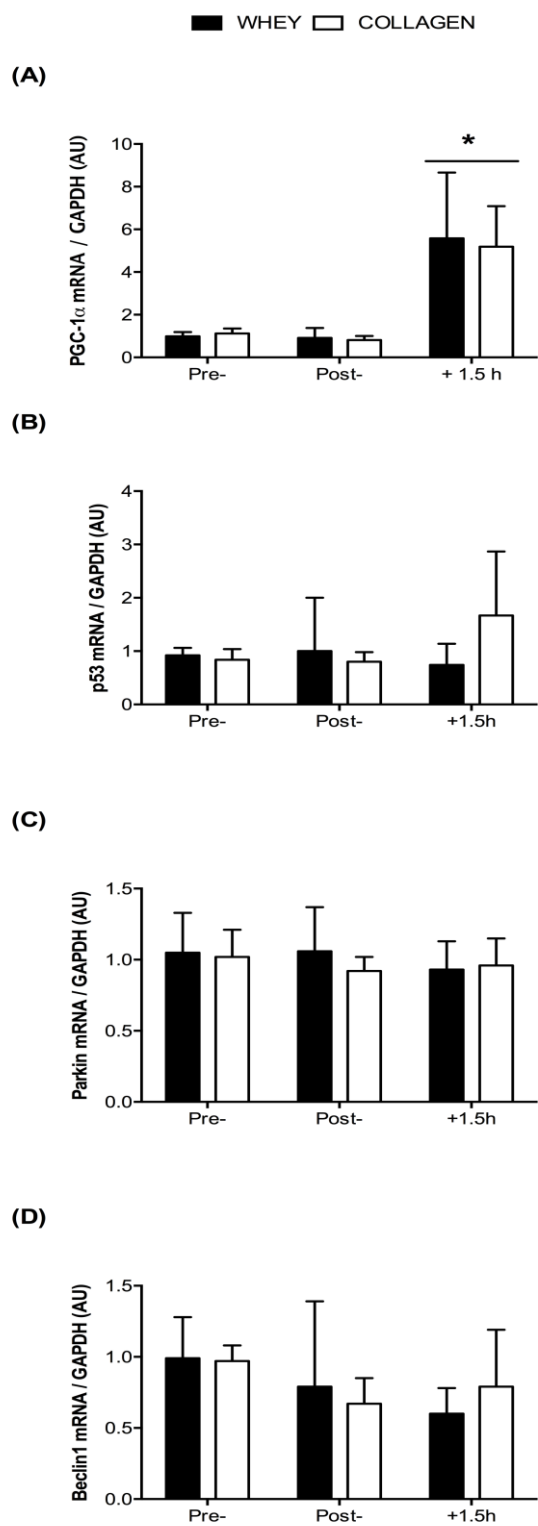 WHEY COLLAGEN
(A)
PGC-1α mRNA / GAPDH (AU)
10
8
6
4
2
0
*
Pre- Post- + 1.5 h
(B)
p53 mRNA / GAPDH (AU)
4
3
2
1
0
Pre- Post- +1.5h
(C)
Parkin mRNA / GAPDH (AU)
1.5
1.0
0.5
0.0
Pre- Post- +1.5h
(D)
Beclin1 mRNA / GAPDH (AU)
1.5
1.0
0.5
0.0
Pre- Post- +1.5h